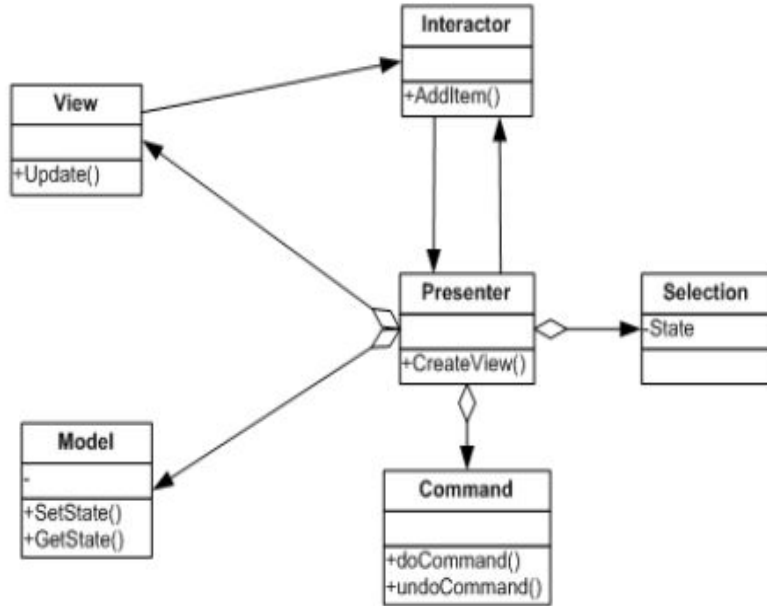 Interactor
+AddItem()
View
+Update()
Presenter
+CreateView()
Selection
-State
Model
-
+SetState()
+GetState()
Command
+doCommand()
+undoCommand()